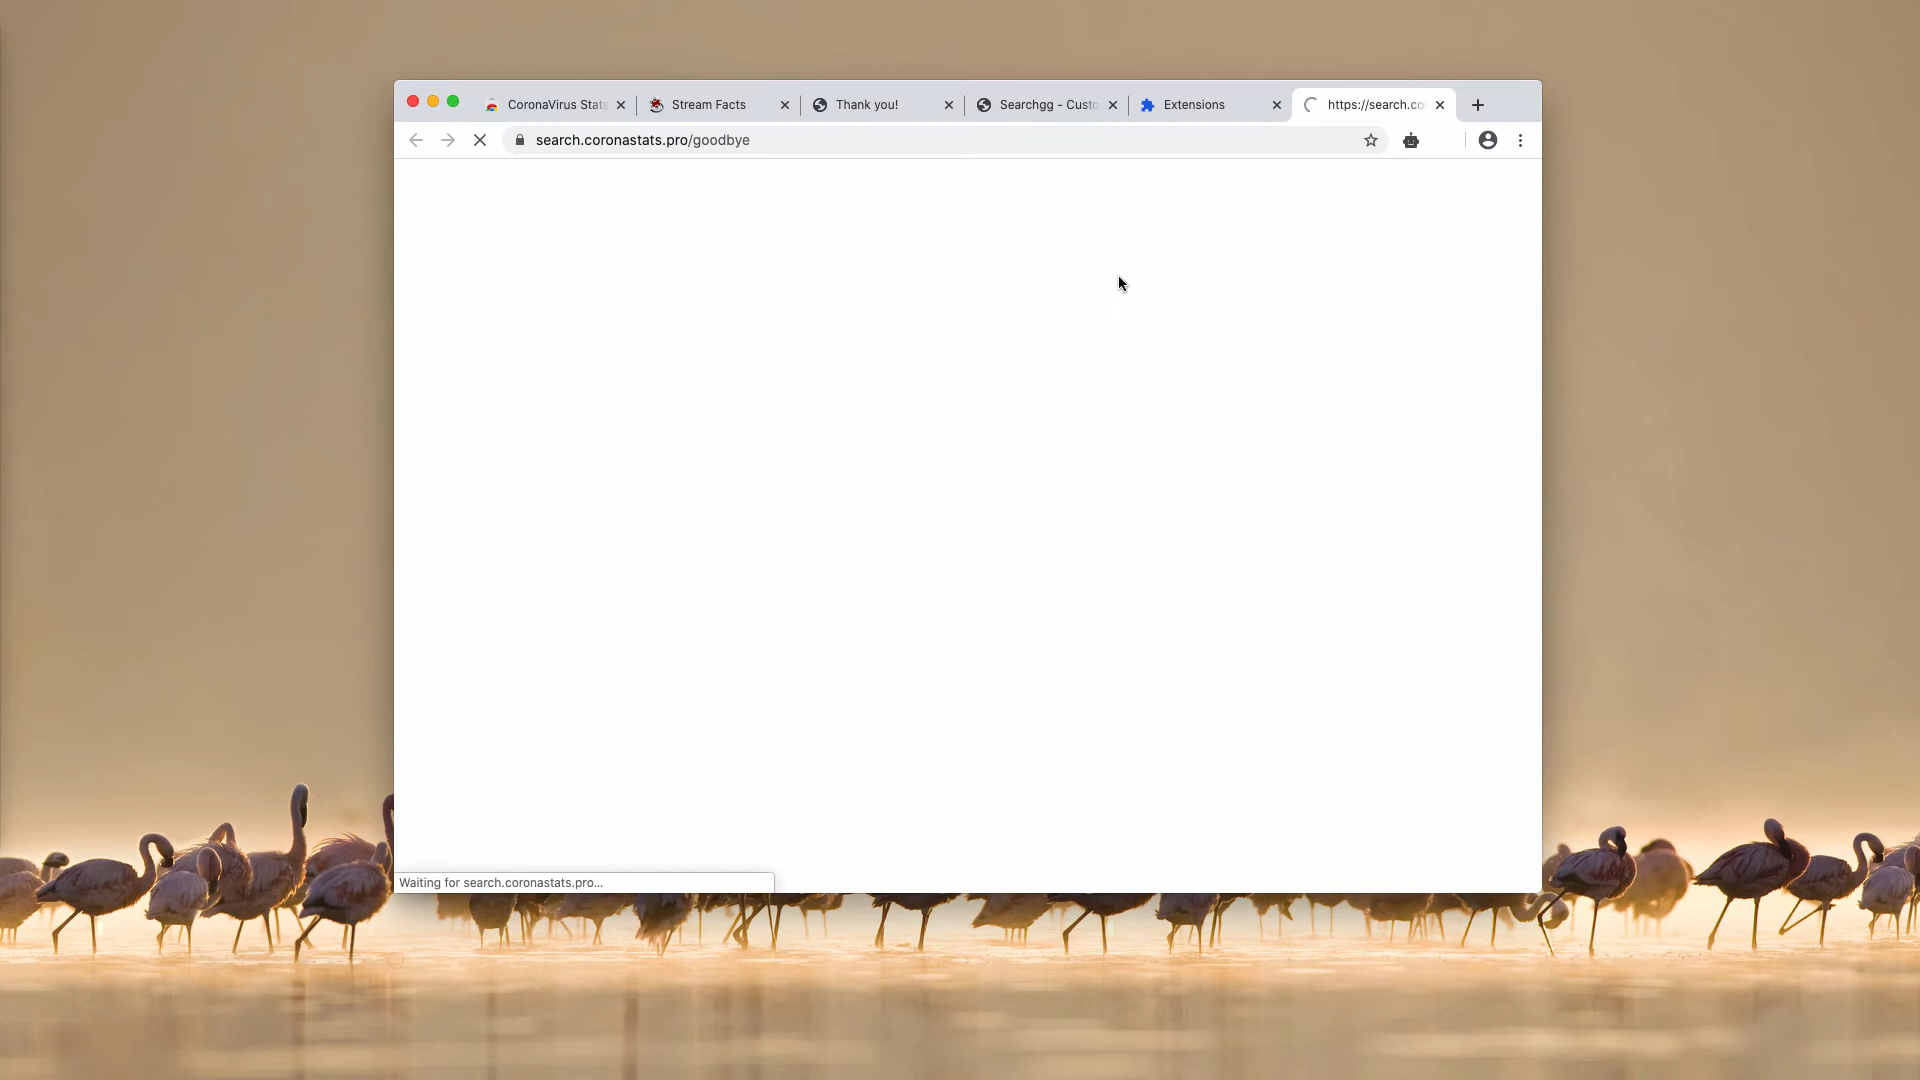 CoronaVirus Stats
Stream Facts
Thank you!
Searchgg - Custo
Extensions
https://search.co
search.coronastats.pro/goodbye
Waiting for search.coronastats.pro...